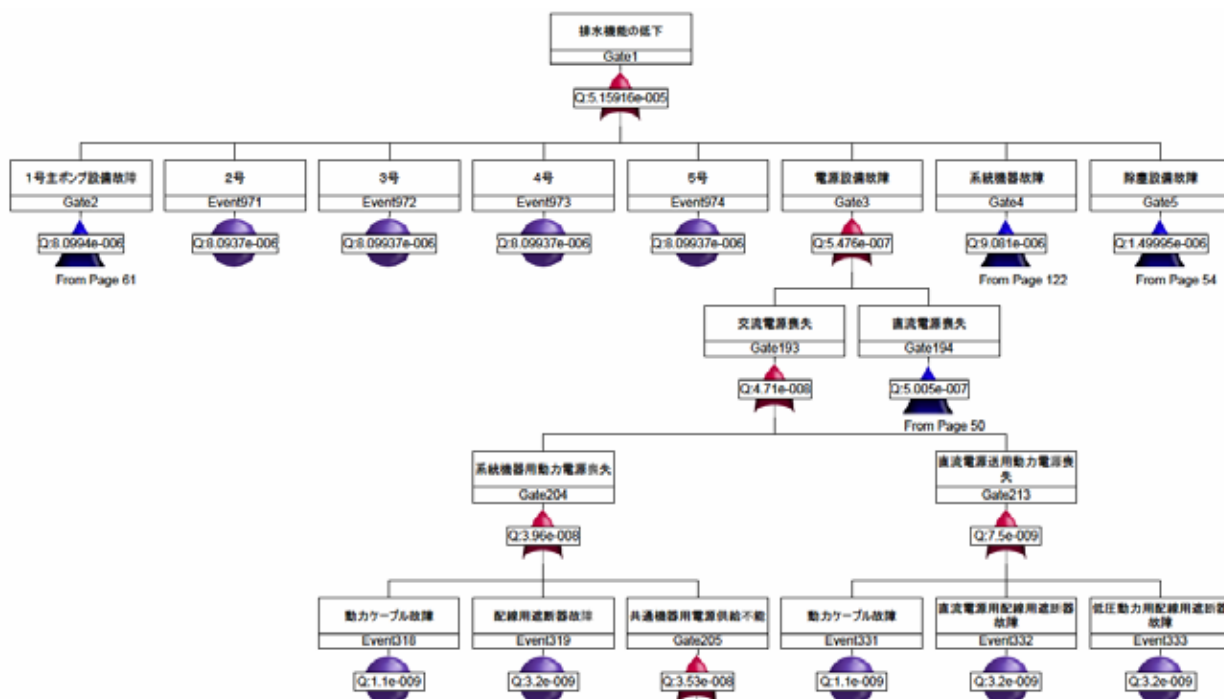 排水機能の低下
Gate1
Q:5.15916e-005
1号主ポンプ設備故障
Gate2
Q:8.0994e-006
From Page 61
2号
Event971
Q:8.0937e-006
3号
Event972
Q:8.09937e-006
4号
Event973
Q:8.09937e-006
5号
Event974
Q:8.09937e-006
電源設備故障
Gate3
Q:5.476e-007
系統機器故障
Gate4
Q:9.081e-006
From Page 122
除塵設備故障
Gate5
Q:1.49995e-006
From Page 54
交流電源喪失
Gate193
Q:4.71e-008
直流電源喪失
Gate194
Q:5.005e-007
From Page 50
系統機器用動力電源喪失
Gate204
Q:3.96e-008
直流電源送用動力電源喪
失
Gate213
Q:7.5e-009
動力ケーブル故障
Event318
Q:1.1e-009
配線用遮断器故障
Event319
Q:3.2e-009
共通機器用電源供給不能
Gate205
Q:3.53e-008
動力ケーブル故障
Event331
Q:1.1e-009
直流電源用配線用遮断器
故障
Event332
Q:3.2e-009
低圧動力用配線用遮断器
故障
Event333
Q:3.2e-009